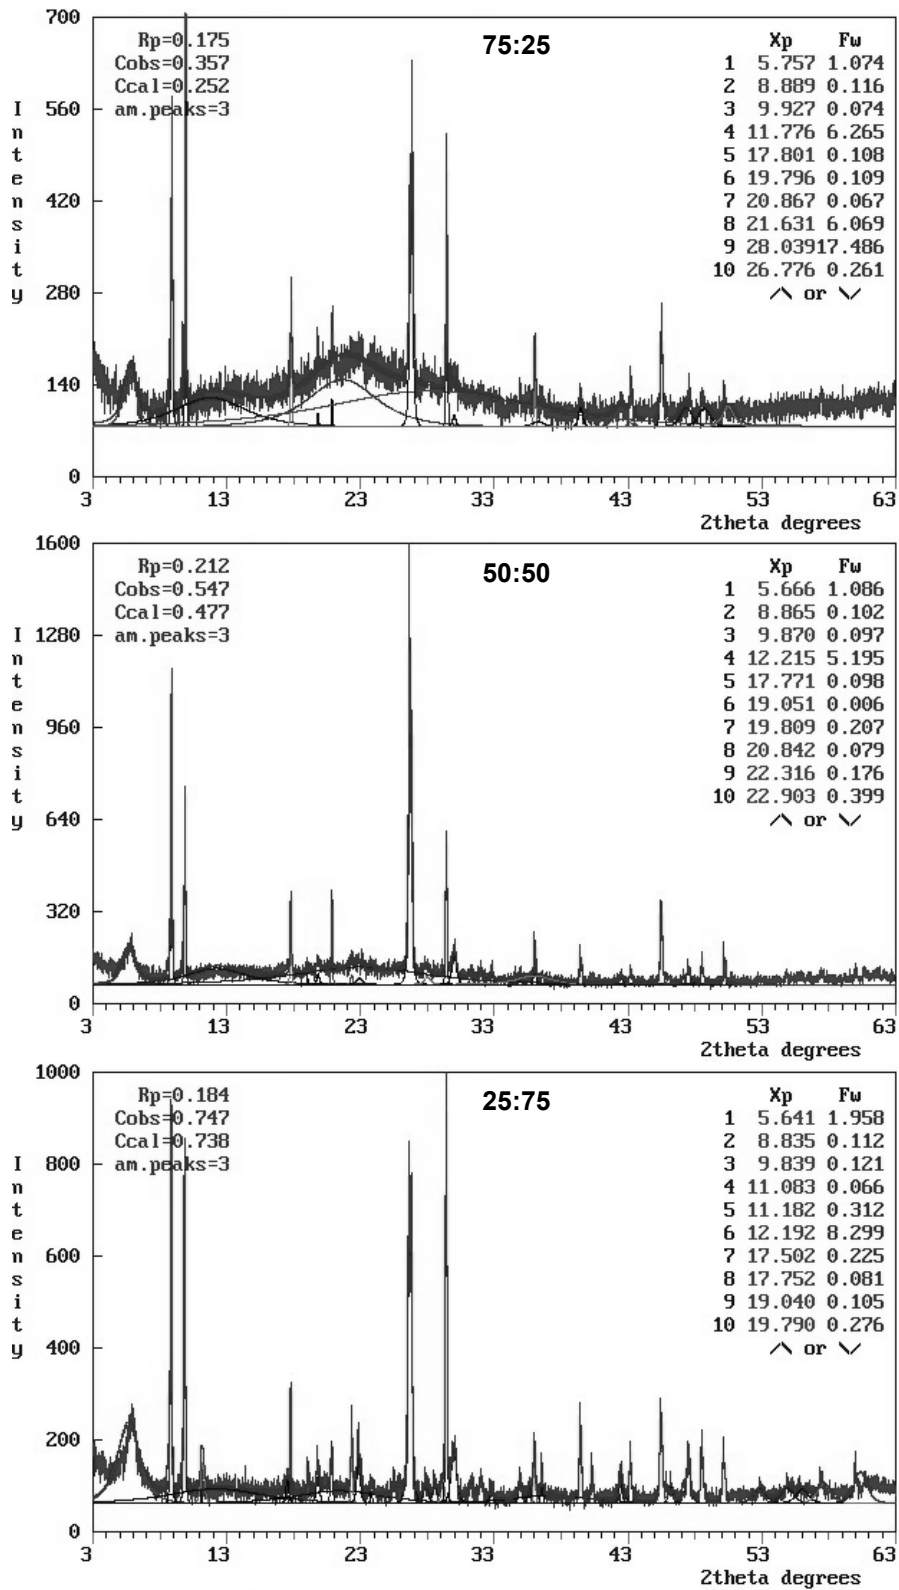 700
Rp=0.175
75:25
Xp Fw
Cobs=0.357
1 5.757 1.074
Ccal=0.252
2 8.889 0.116
560
am.peaks=3
3 9.927 0.074
4 11.776 6.265
5 17.801 0.108
6 19.796 0.109
420
7 20.867 0.067
8 21.631 6.069
9 28.03917.486
10 26.776 0.261
280
^ or v
Intensity
140
0
3 13 23 33 43 53 63
2theta degrees
1600
Rp=0.212
50:50
Xp Fw
Cobs=0.547
1 5.666 1.086
Ccal=0.477
2 8.865 0.102
1280
am.peaks=3
3 9.870 0.097
4 12.215 5.195
5 17.771 0.098
6 19.051 0.006
960
7 19.809 0.207
8 20.842 0.079
9 22.316 0.176
10 22.903 0.399
640
^ or v
Intensity
320
0
3 13 23 33 43 53 63
2theta degrees
1000
Rp=0.184
25:75
Xp Fw
Cobs=0.747
1 5.641 1.958
Ccal=0.738
2 8.835 0.112
800
am.peaks=3
3 9.839 0.121
4 11.083 0.066
5 11.182 0.312
6 12.192 8.299
600
7 17.502 0.225
8 17.752 0.081
9 19.040 0.105
10 19.790 0.276
400
^ or v
Intensity
200
0
3 13 23 33 43 53 63
2theta degrees